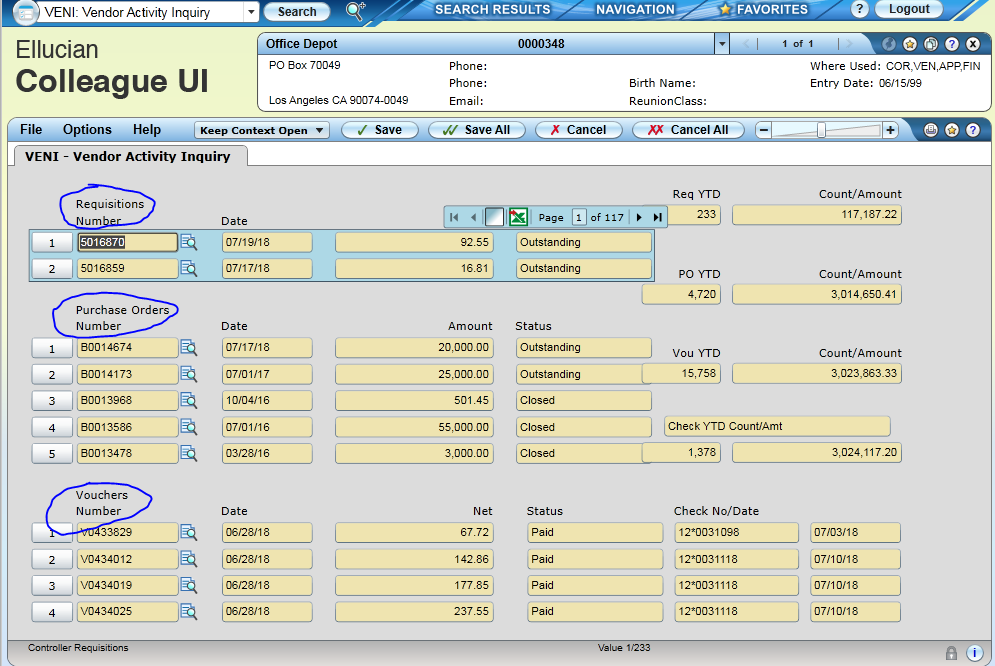 VENI: Vendor Activity Inquiry Search SEARCH RESULTS NAVIGATION FAVORITES ? Logout
Ellucian
Colleague UI
Office Depot 0000348 1 of 1 ? X
PO Box 70049 Phone: Where Used: COR,VEN,APP,FIN
Phone: Birth Name: Entry Date: 06/15/99
Los Angeles CA 90074-0049 Email: ReunionClass:
File Options Help Keep Context Open Save Save All Cancel Cancel All − + ?
VENI - Vendor Activity Inquiry
Requisitions Req YTD Count/Amount
Number Date Page 1 of 117 233 117,187.22
1 5016870 07/19/18 92.55 Outstanding
2 5016859 07/17/18 16.81 Outstanding
PO YTD Count/Amount
4,720 3,014,650.41
Purchase Orders
Number Date Amount Status
1 B0014674 07/17/18 20,000.00 Outstanding
Vou YTD Count/Amount
2 B0014173 07/01/17 25,000.00 Outstanding 15,758 3,023,863.33
3 B0013968 10/04/16 501.45 Closed
4 B0013586 07/01/16 55,000.00 Closed Check YTD Count/Amt
5 B0013478 03/28/16 3,000.00 Closed 1,378 3,024,117.20
Vouchers
Number Date Net Status Check No/Date
1 V0433829 06/28/18 67.72 Paid 12*0031098 07/03/18
2 V0434012 06/28/18 142.86 Paid 12*0031118 07/10/18
3 V0434019 06/28/18 177.85 Paid 12*0031118 07/10/18
4 V0434025 06/28/18 237.55 Paid 12*0031118 07/10/18
Controller Requisitions Value 1/233 i